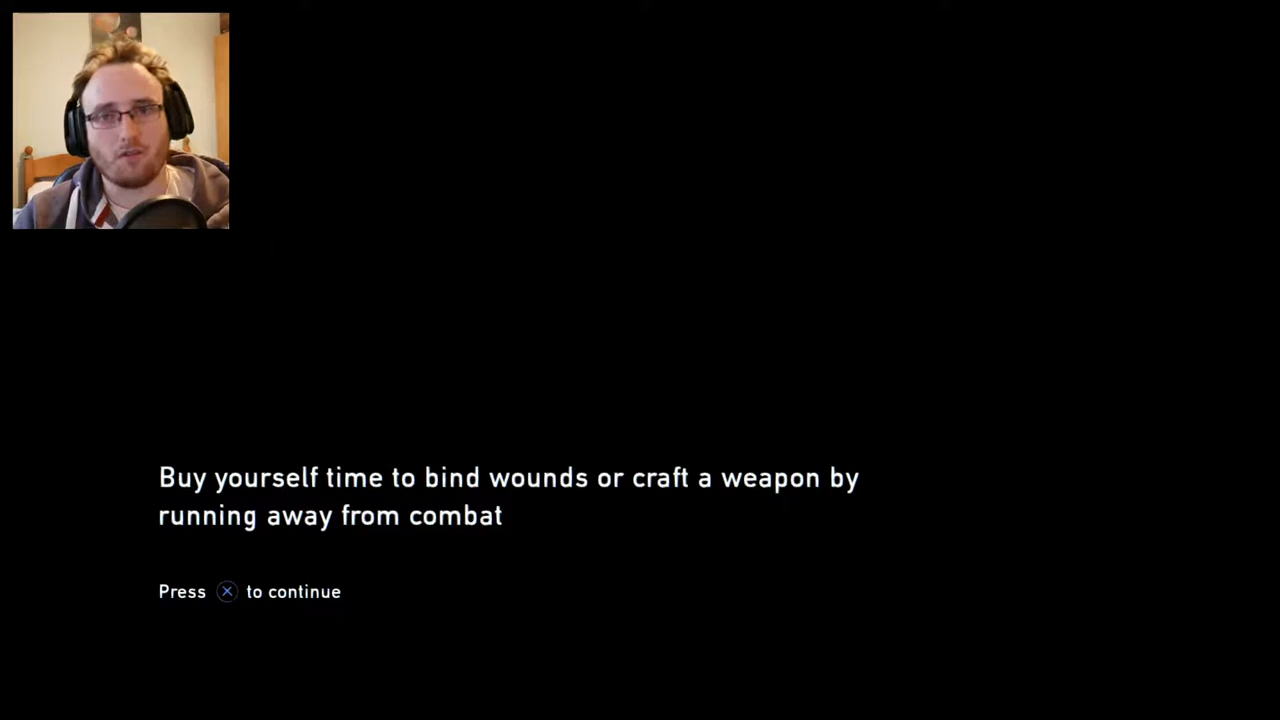 Buy yourself time to bind wounds or craft a weapon by
running away from combat
Press ⓧ to continue